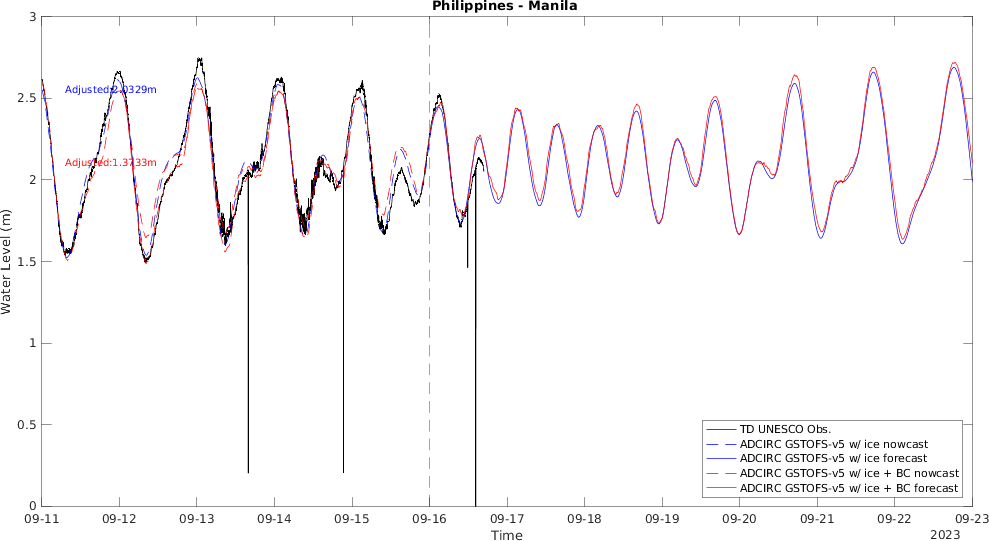 Philippines - Manila
3
2.5
2
1.5
1
0.5
0
Water Level (m)
Adjusted:2.0329m
Adjusted:1.3733m
TD UNESCO Obs.
ADCIRC GSTOFS-v5 w/ ice nowcast
ADCIRC GSTOFS-v5 w/ ice forecast
ADCIRC GSTOFS-v5 w/ ice + BC nowcast
ADCIRC GSTOFS-v5 w/ ice + BC forecast
09-11 09-12 09-13 09-14 09-15 09-16 09-17 09-18 09-19 09-20 09-21 09-22 09-23
Time
2023